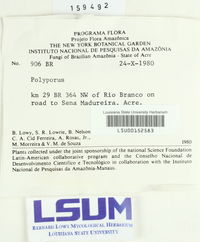 159492
PROGRAMA FLORA
Projeto Flora Amazônica
THE NEW YORK BOTANICAL GARDEN
INSTITUTO NACIONAL DE PESQUISAS DA AMAZÔNIA
Fungi of Brazilian Amazonia - State of Acre
No. 906 BR 24-X-1980
Polyporus
km 29 BR 364 NW of Rio Branco on
road to Sena Madureira. Acre.
Louisiana State University Herbarium
LSU00152583
B. Lowy, S. R. Lowrie, B. Nelson
C. A. Cid Ferreira, A. Rosas, Jr.
M. Moreira & V. M. de Souza 1980
Plants collected under the joint sponsorship of the national Science Foundation
Latin-American collaborative program and the Conselho Nacional de
Desenvolvimento Científico e Tecnológico in collaboration with the Instituto
Nacional de Pesquisas da Amazônia-Manaus.
LSUM
BERNARD LOWY MYCOLOGICAL HERBARIUM
LOUISIANA STATE UNIVERSITY